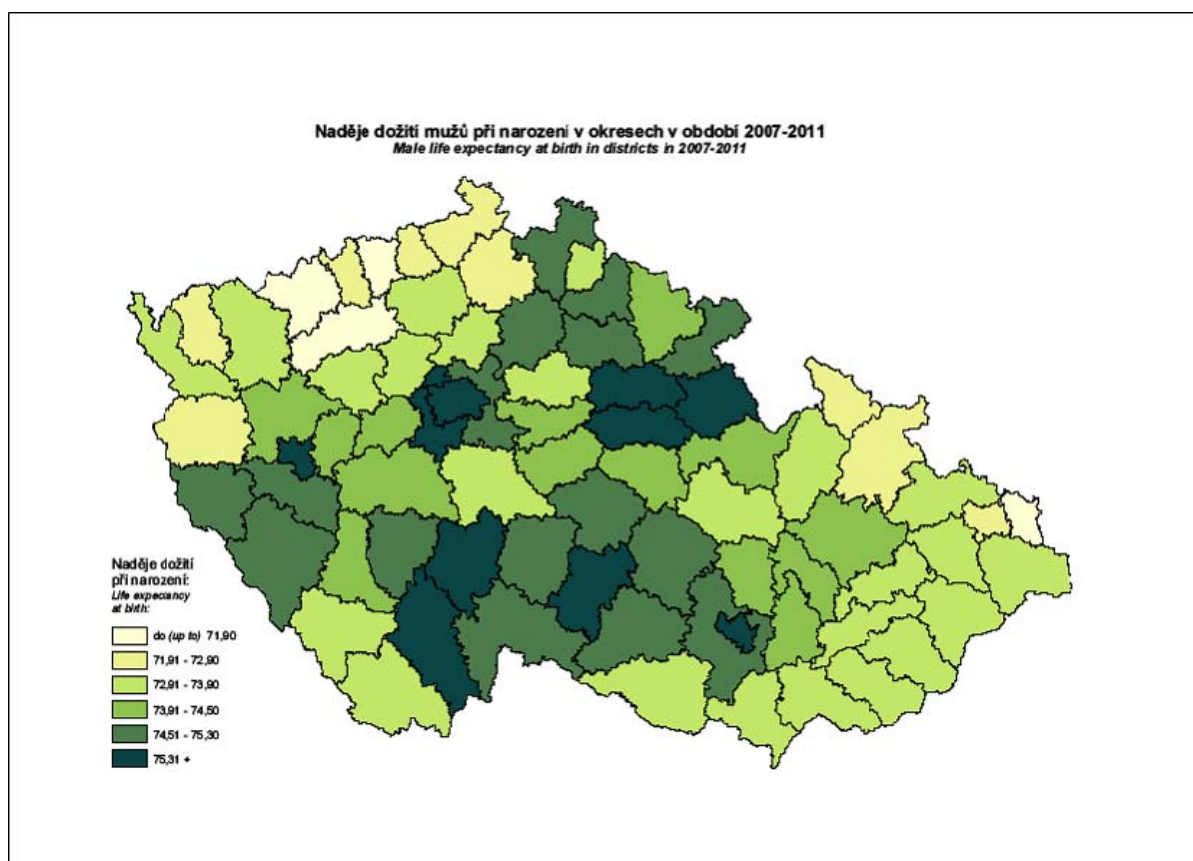 Naděje dožití mužů při narození v okresech v období 2007-2011
Male life expectancy at birth in districts in 2007-2011
Naděje dožití
při narození:
Life expectancy
at birth:
do (up to) 71,90
71,91 - 72,90
72,91 - 73,90
73,91 - 74,50
74,51 - 75,30
75,31 +